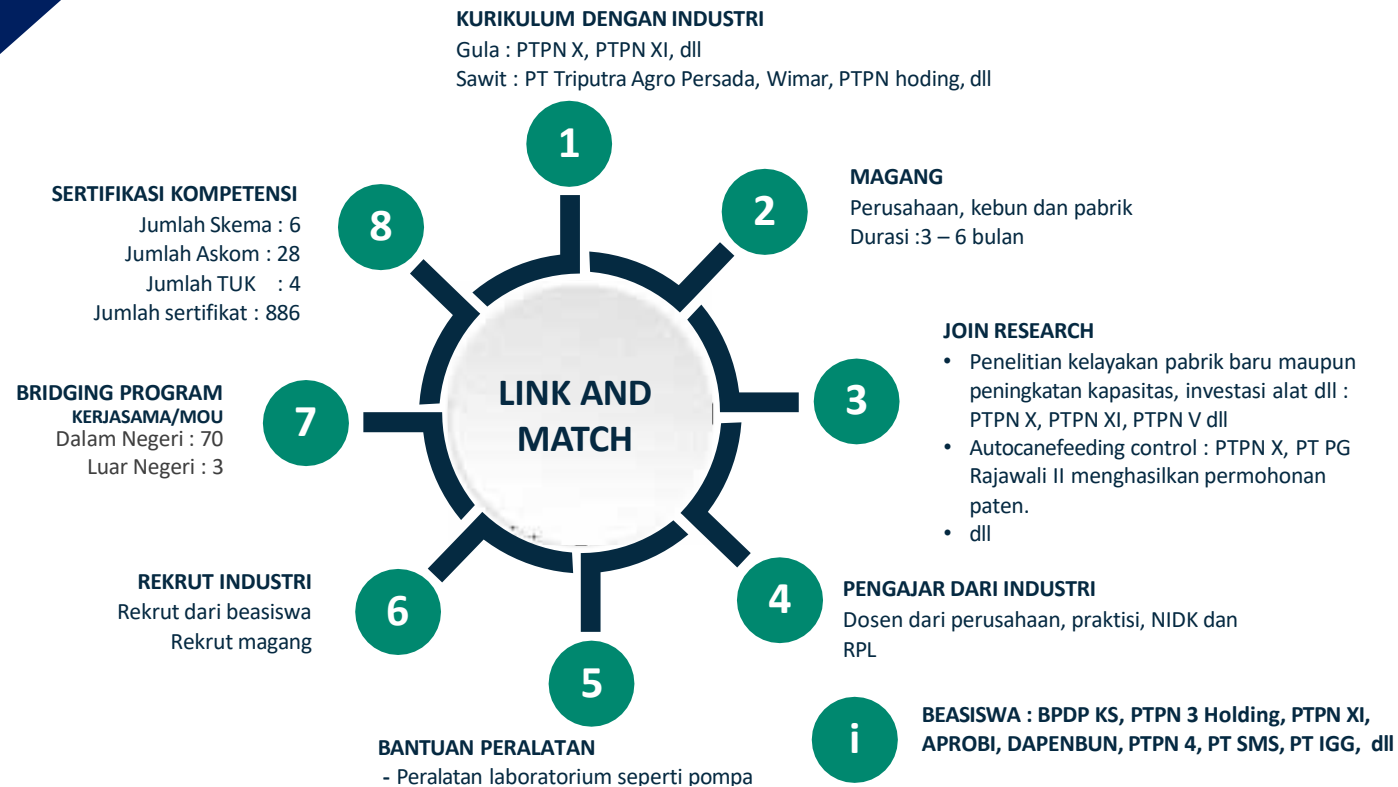 KURIKULUM DENGAN INDUSTRI
Gula : PTPN X, PTPN XI, dll
Sawit : PT Triputra Agro Persada, Wimar, PTPN hoding, dll
1
2
MAGANG
Perusahaan, kebun dan pabrik
Durasi :3 – 6 bulan
3
JOIN RESEARCH
• Penelitian kelayakan pabrik baru maupun
peningkatan kapasitas, investasi alat dll :
PTPN X, PTPN XI, PTPN V dll
• Autocanefeeding control : PTPN X, PT PG
Rajawali II menghasilkan permohonan
paten.
• dll
4
PENGAJAR DARI INDUSTRI
Dosen dari perusahaan, praktisi, NIDK dan
RPL
5
BANTUAN PERALATAN
- Peralatan laboratorium seperti pompa
6
REKRUT INDUSTRI
Rekrut dari beasiswa
Rekrut magang
7
BRIDGING PROGRAM
KERJASAMA/MOU
Dalam Negeri : 70
Luar Negeri : 3
8
SERTIFIKASI KOMPETENSI
Jumlah Skema : 6
Jumlah Askom : 28
Jumlah TUK : 4
Jumlah sertifikat : 886
LINK AND
MATCH
i
BEASISWA : BPDP KS, PTPN 3 Holding, PTPN XI,
APROBI, DAPENBUN, PTPN 4, PT SMS, PT IGG, dll